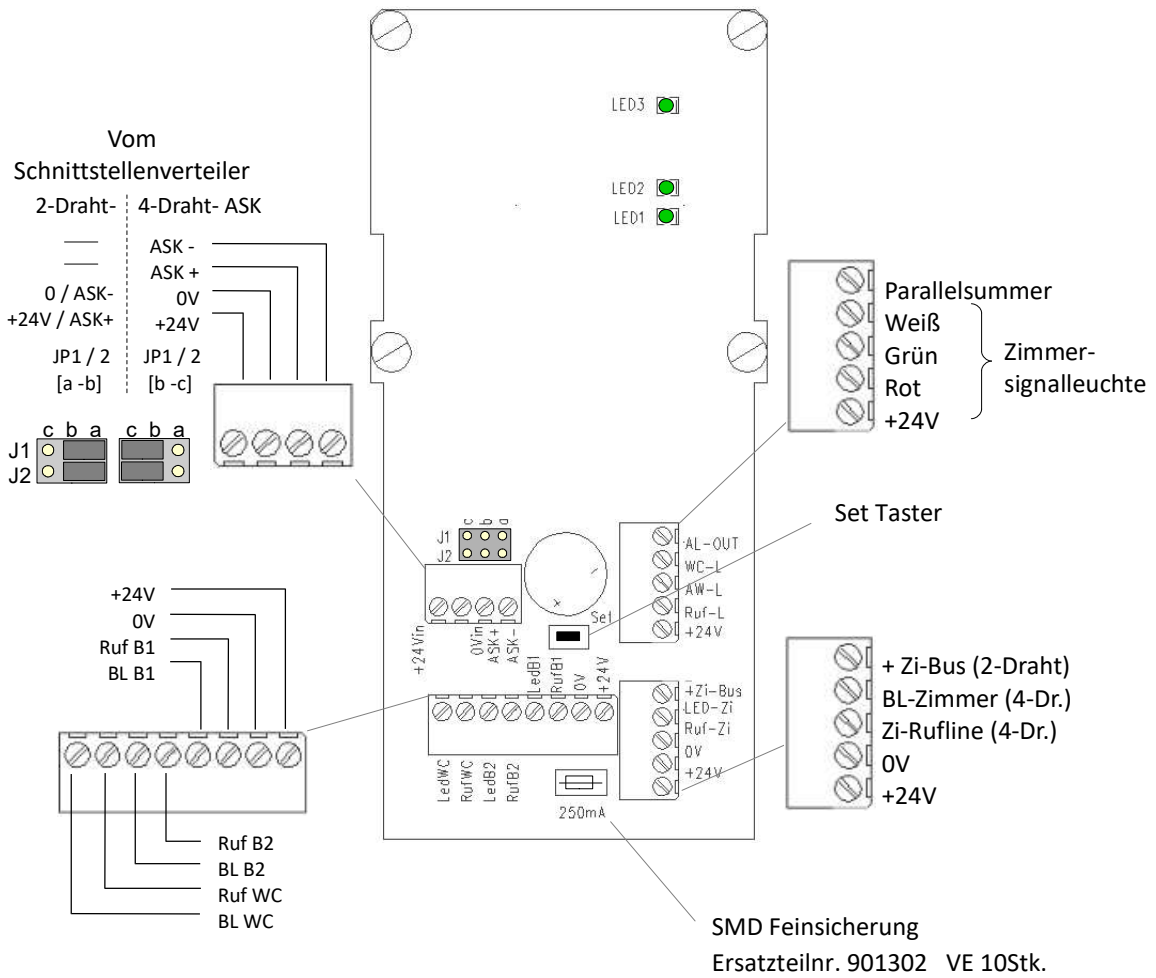 LED3
LED2
LED1
Vom
Schnittstellenverteiler
2-Draht-
4-Draht- ASK
ASK -
ASK +
0 / ASK-
0V
+24V / ASK+
+24V
JP1 / 2
JP1 / 2
[a -b]
[b -c]
c b a
c b a
J1
J2
Parallelsummer
Weiß
Grün
Rot
+24V
Zimmer-
signalleuchte
Set Taster
c b a
J1
J2
+24Vin
0Vin
ASK+
ASK-
Set
AL-OUT
WC-L
AW-L
Ruf-L
+24V
+24V
0V
Ruf B1
BL B1
LedB1
RufB1
0V
+24V
LedWC
RufWC
LedB2
RufB2
+Zi-Bus
LED-Zi
Ruf-Zi
0V
+24V
250mA
+ Zi-Bus (2-Draht)
BL-Zimmer (4-Dr.)
Zi-Rufline (4-Dr.)
0V
+24V
Ruf B2
BL B2
Ruf WC
BL WC
SMD Feinsicherung
Ersatzteilnr. 901302 VE 10Stk.